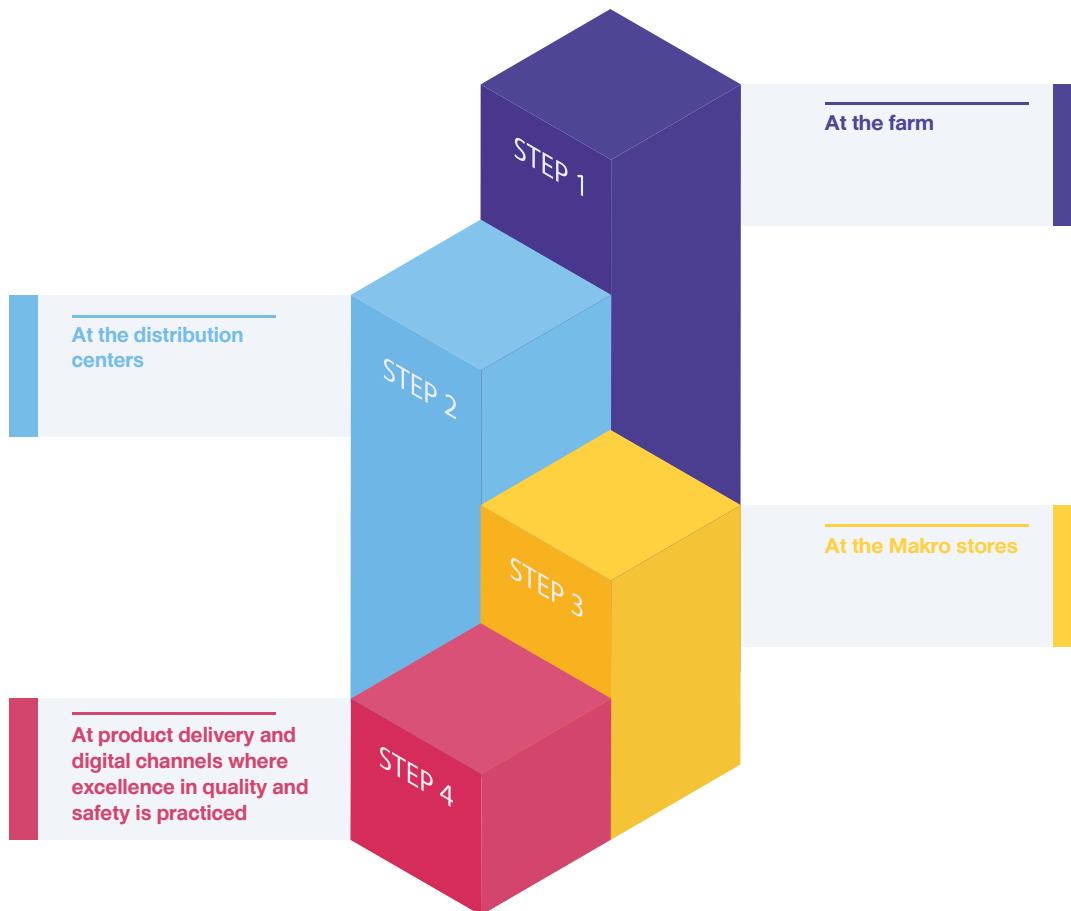 STEP 1
At the farm
STEP 2
At the distribution
centers
STEP 3
At the Makro stores
STEP 4
At product delivery and
digital channels where
excellence in quality and
safety is practiced